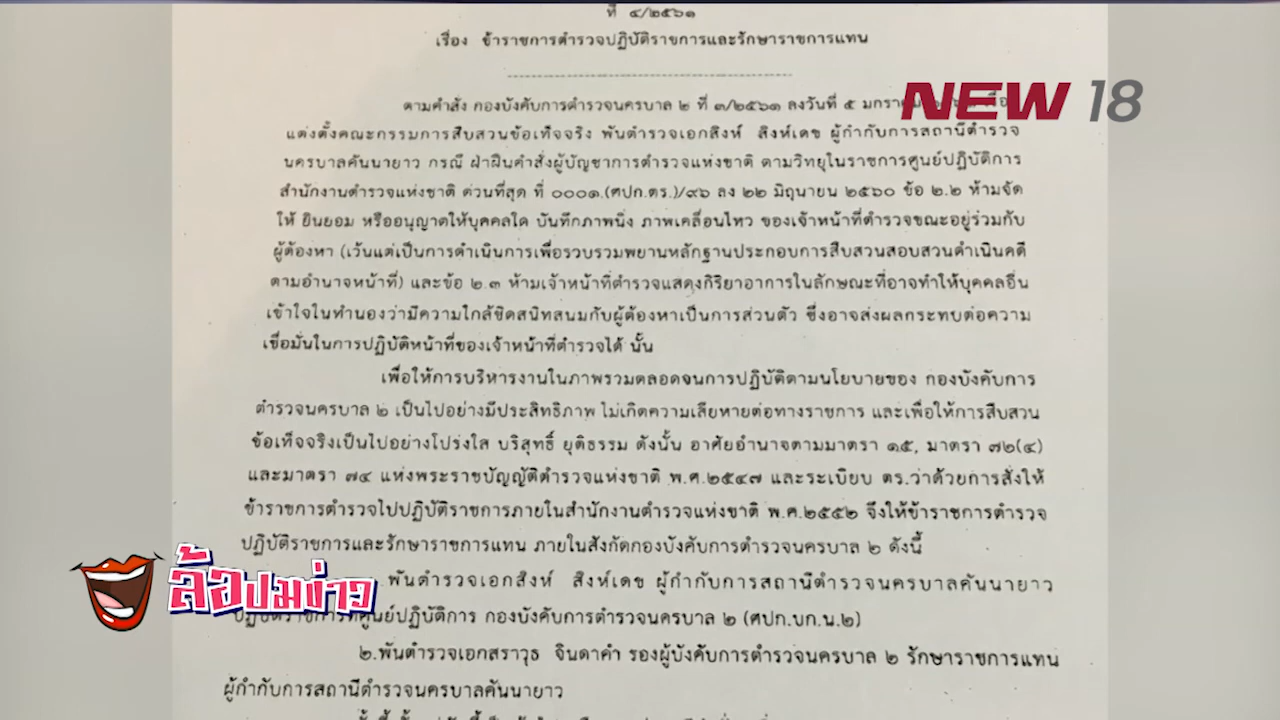 ที่ ๔/๒๕๖๑
เรื่อง ข้าราชการตำรวจปฏิบัติราชการและรักษาราชการแทน
ตามคำสั่ง กองบังคับการตำรวจนครบาล ๒ ที่ ๓/๒๕๖๑ ลงวันที่ ๕
NEW 18
แต่งตั้งคณะกรรมการสืบสวนข้อเท็จจริง พันตำรวจเอกสิงห์ สิงห์เดช ผู้กำกับการสถานีตำรวจ
นครบาลคันนายาว กรณี ฝ่าฝืนคำสั่งผู้บัญชาการตำรวจแห่งชาติ ตามวิทยุในราชการศูนย์ปฏิบัติการ
สำนักงานตำรวจแห่งชาติ ด่วนที่สุด ที่ ๐๐๐๑.(ศปก.ตร.)/๙๖ ลง ๒๒ มิถุนายน ๒๕๖๐ ข้อ ๒.๒ ห้ามจัด
ให้ ยินยอม หรืออนุญาตให้บุคคลใด บันทึกภาพนิ่ง ภาพเคลื่อนไหว ของเจ้าหน้าที่ตำรวจขณะอยู่ร่วมกับ
ผู้ต้องหา (เว้นแต่เป็นการดำเนินการเพื่อรวบรวมพยานหลักฐานประกอบการสืบสวนสอบสวนดำเนินคดี
ตามอำนาจหน้าที่) และข้อ ๒.๓ ห้ามเจ้าหน้าที่ตำรวจแสดงกิริยาอาการในลักษณะที่อาจทำให้บุคคลอื่น
เข้าใจในทำนองว่ามีความใกล้ชิดสนิทสนมกับผู้ต้องหาเป็นการส่วนตัว ซึ่งอาจส่งผลกระทบต่อความ
เชื่อมั่นในการปฏิบัติหน้าที่ของเจ้าหน้าที่ตำรวจได้ นั้น
เพื่อให้การบริหารงานในภาพรวมตลอดจนการปฏิบัติตามนโยบายของ กองบังคับการ
ตำรวจนครบาล ๒ เป็นไปอย่างมีประสิทธิภาพ ไม่เกิดความเสียหายต่อทางราชการ และเพื่อให้การสืบสวน
ข้อเท็จจริงเป็นไปอย่างโปร่งใส บริสุทธิ์ ยุติธรรม ดังนั้น อาศัยอำนาจตามมาตรา ๑๕, มาตรา ๗๒(๔)
และมาตรา ๗๔ แห่งพระราชบัญญัติตำรวจแห่งชาติ พ.ศ.๒๕๔๗ และระเบียบ ตร.ว่าด้วยการสั่งให้
ข้าราชการตำรวจไปปฏิบัติราชการภายในสำนักงานตำรวจแห่งชาติ พ.ศ.๒๕๕๒ จึงให้ข้าราชการตำรวจ
ปฏิบัติราชการและรักษาราชการแทน ภายในสังกัดกองบังคับการตำรวจนครบาล ๒ ดังนี้
พันตำรวจเอกสิงห์ สิงห์เดช ผู้กำกับการสถานีตำรวจนครบาลคันนายาว
ล้อปมข่าว
ปฏิบัติราชการที่ศูนย์ปฏิบัติการ กองบังคับการตำรวจนครบาล ๒ (ศปก.บก.น.๒)
๒.พันตำรวจเอกสราวุธ จินดาคำ รองผู้บังคับการตำรวจนครบาล ๒ รักษาราชการแทน
ผู้กำกับการสถานีตำรวจนครบาลคันนายาว